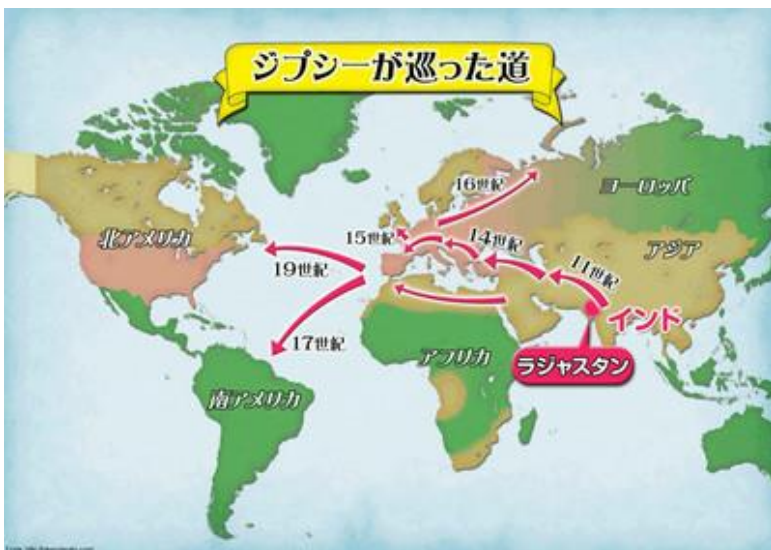 ジプシーが巡った道
16世紀
ヨーロッパ
北アメリカ
15世紀
14世紀
アジア
11世紀
19世紀
インド
17世紀
アフリカ
ラジャスタン
南アメリカ